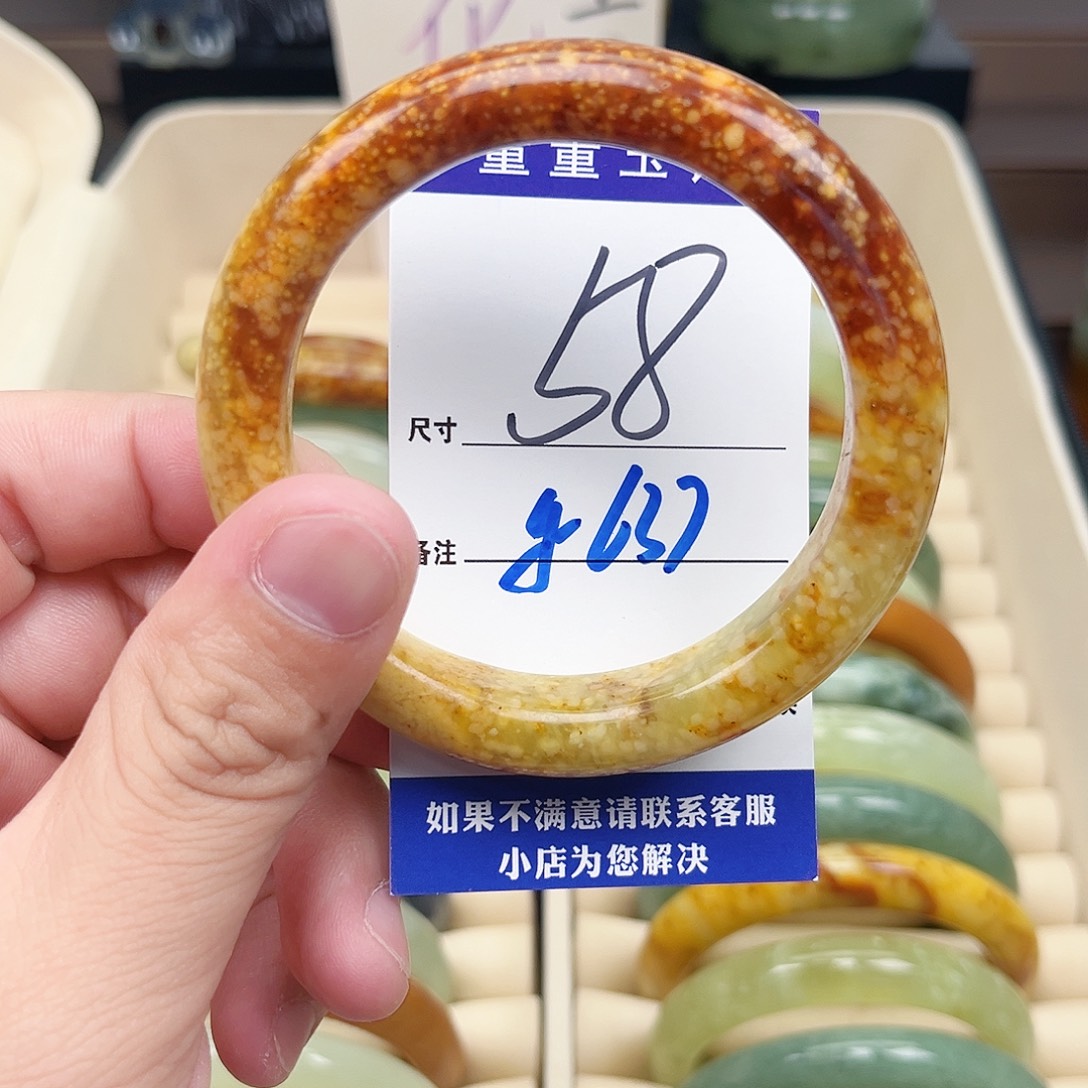 重重玉
尺寸 58
备注
如果不满意请联系客服
小店为您解决